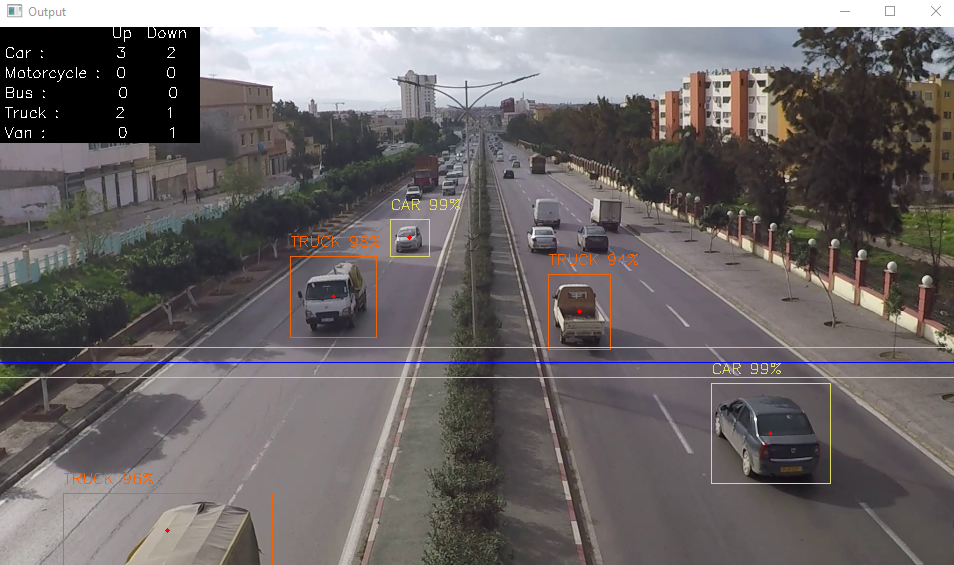 Output
Up Down
Car : 3 2
Motorcycle : 0 0
Bus : 0 0
Truck : 2 1
Van : 0 1
CAR 99%
TRUCK 93%
TRUCK 94%
CAR 99%
TRUCK 96%